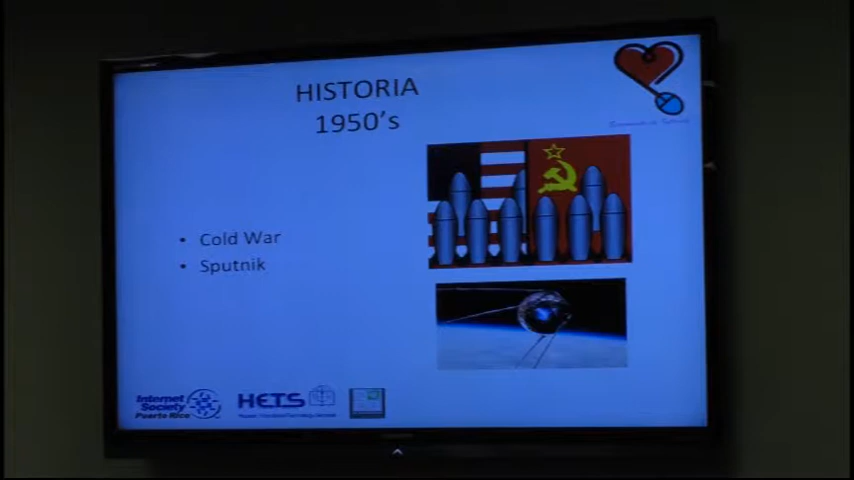 HISTORIA
1950's
• Cold War
• Sputnik
Internet
Society
Puerto Rico
HETS